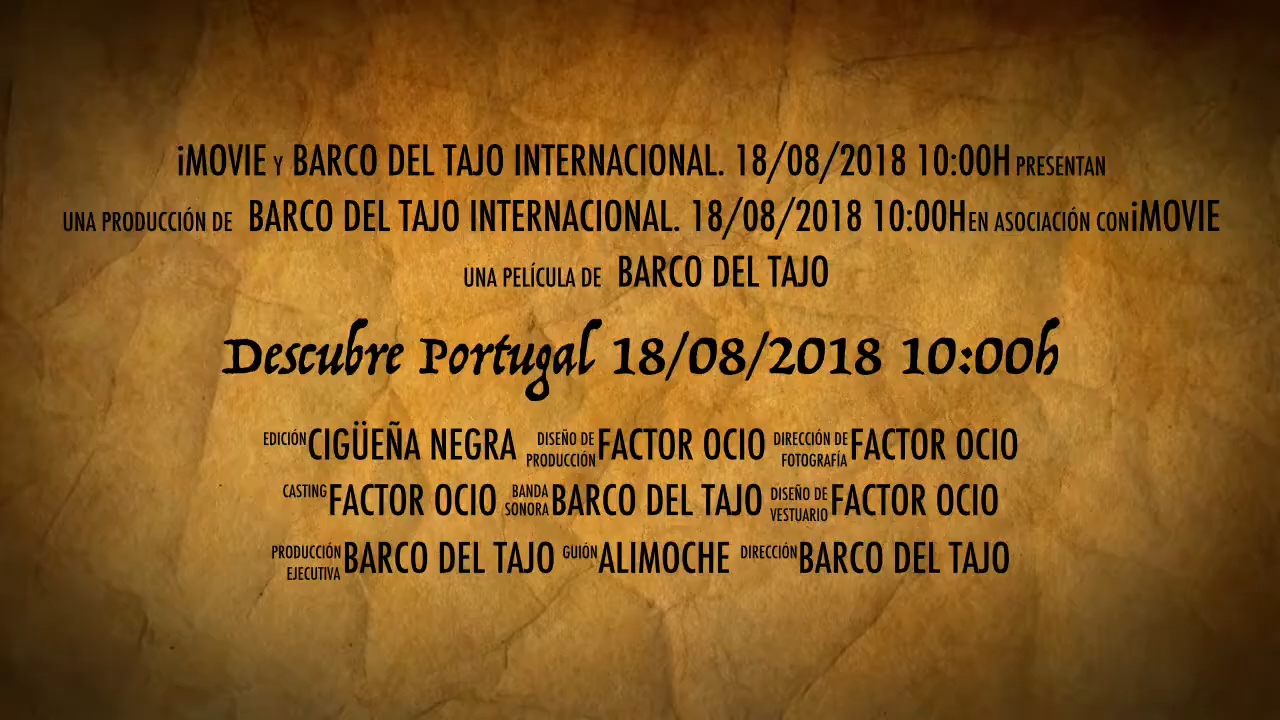 iMOVIE Y BARCO DEL TAJO INTERNACIONAL. 18/08/2018 10:00H PRESENTAN
UNA PRODUCCIÓN DE BARCO DEL TAJO INTERNACIONAL. 18/08/2018 10:00H EN ASOCIACIÓN CON iMOVIE
UNA PELÍCULA DE BARCO DEL TAJO
Descubre Portugal 18/08/2018 10:00h
EDICIÓN CIGÜEÑA NEGRA DISEÑO DE PRODUCCIÓN FACTOR OCIO DIRECCIÓN DE FOTOGRAFÍA FACTOR OCIO
CASTING FACTOR OCIO BANDA SONORA BARCO DEL TAJO DISEÑO DE VESTUARIO FACTOR OCIO
PRODUCCIÓN EJECUTIVA BARCO DEL TAJO GUIÓN ALIMOCHE DIRECCIÓN BARCO DEL TAJO